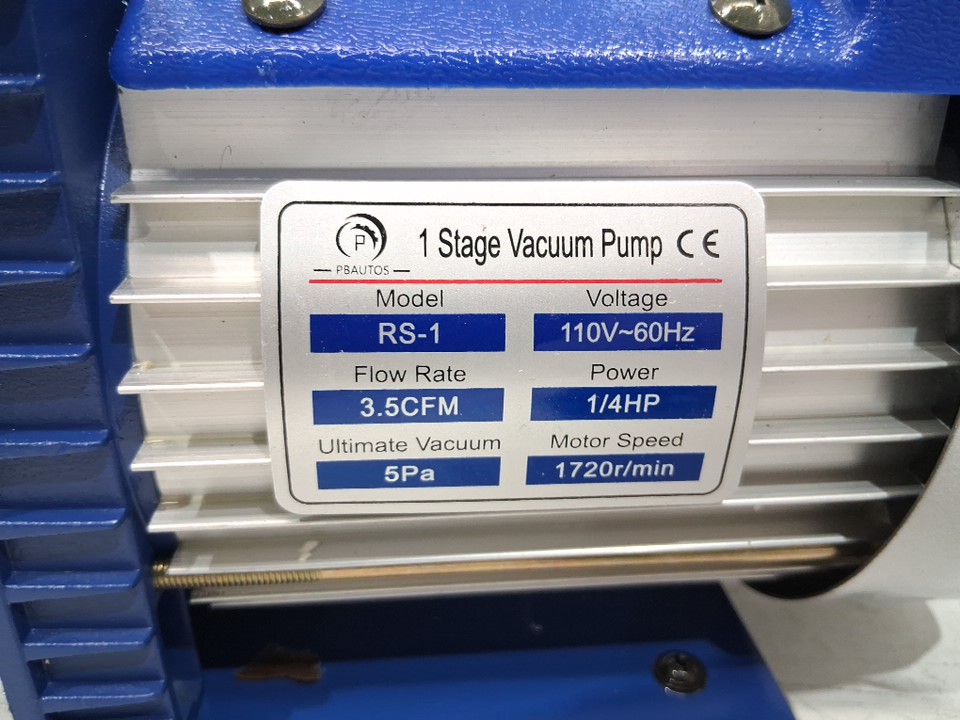 P
PBAUTOS
1 Stage Vacuum Pump CE
Model Voltage
RS-1 110V~60Hz
Flow Rate Power
3.5CFM 1/4HP
Ultimate Vacuum Motor Speed
5Pa 1720r/min